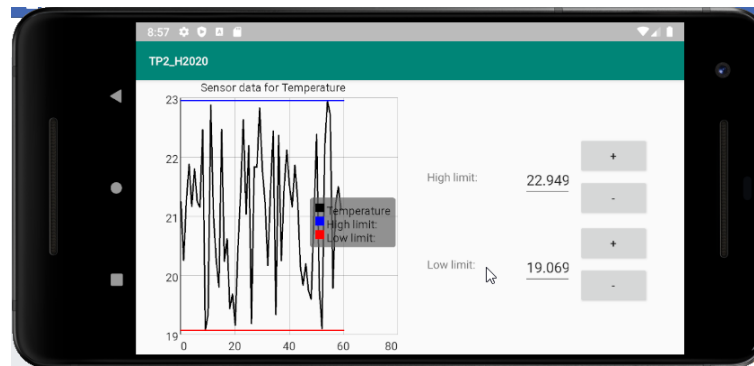 8:57
TP2_H2020
Sensor data for Temperature
23
22
21
20
19
0 20 40 60 80
Temperature
High limit:
Low limit:
High limit: 22.949
+
-
Low limit: 19.069
+
-